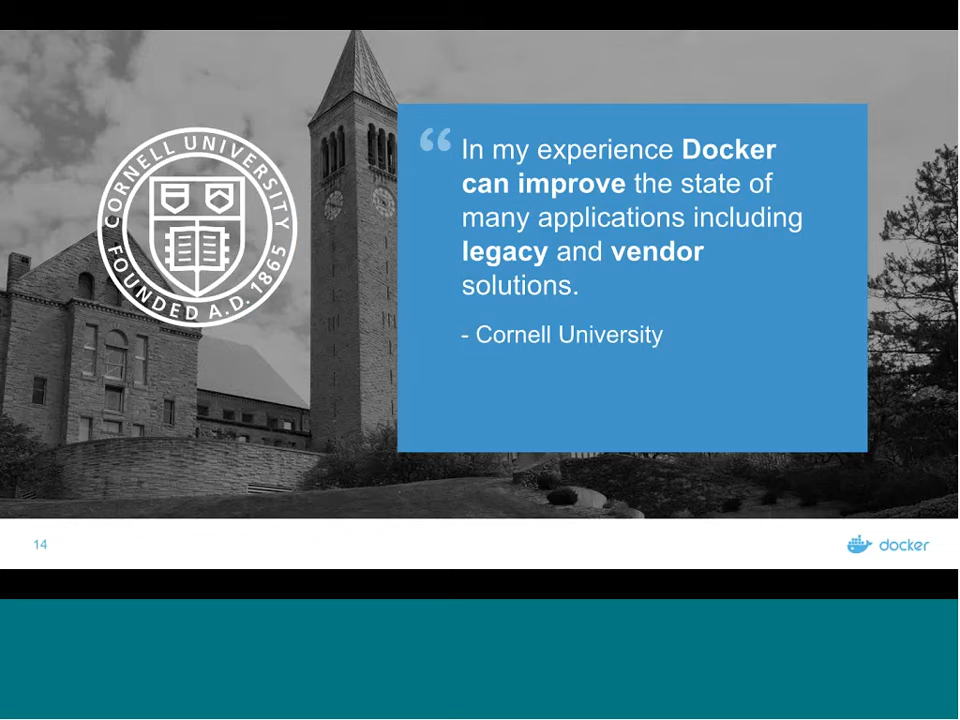 CORNELL UNIVERSITY
FOUNDED A.D. 1865
“ In my experience Docker
can improve the state of
many applications including
legacy and vendor
solutions.
- Cornell University
14
docker